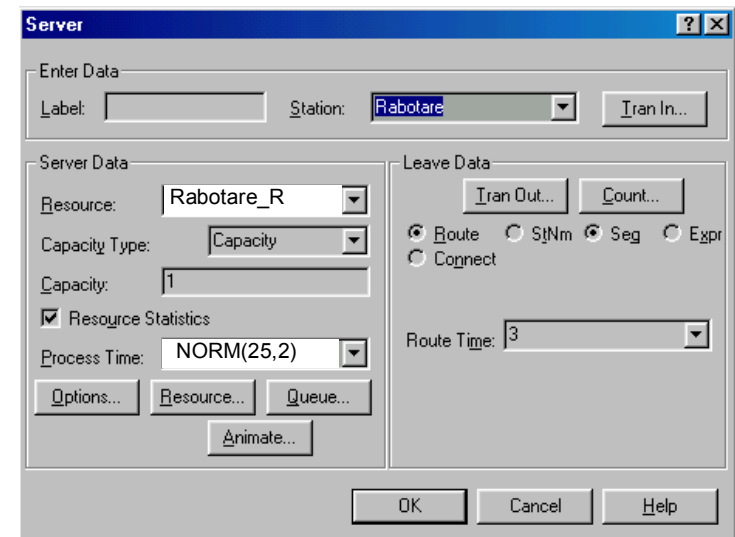 Server
Enter Data
Label: Station: Rabotare Tran In...
Server Data
Resource: Rabotare_R
Capacity Type: Capacity
Capacity: 1
Resource Statistics
Process Time: NORM(25,2)
Options... Resource... Queue...
Animate...
Leave Data
Tran Out... Count...
Route StNm Seg Expr
Connect
Route Time: 3
OK Cancel Help